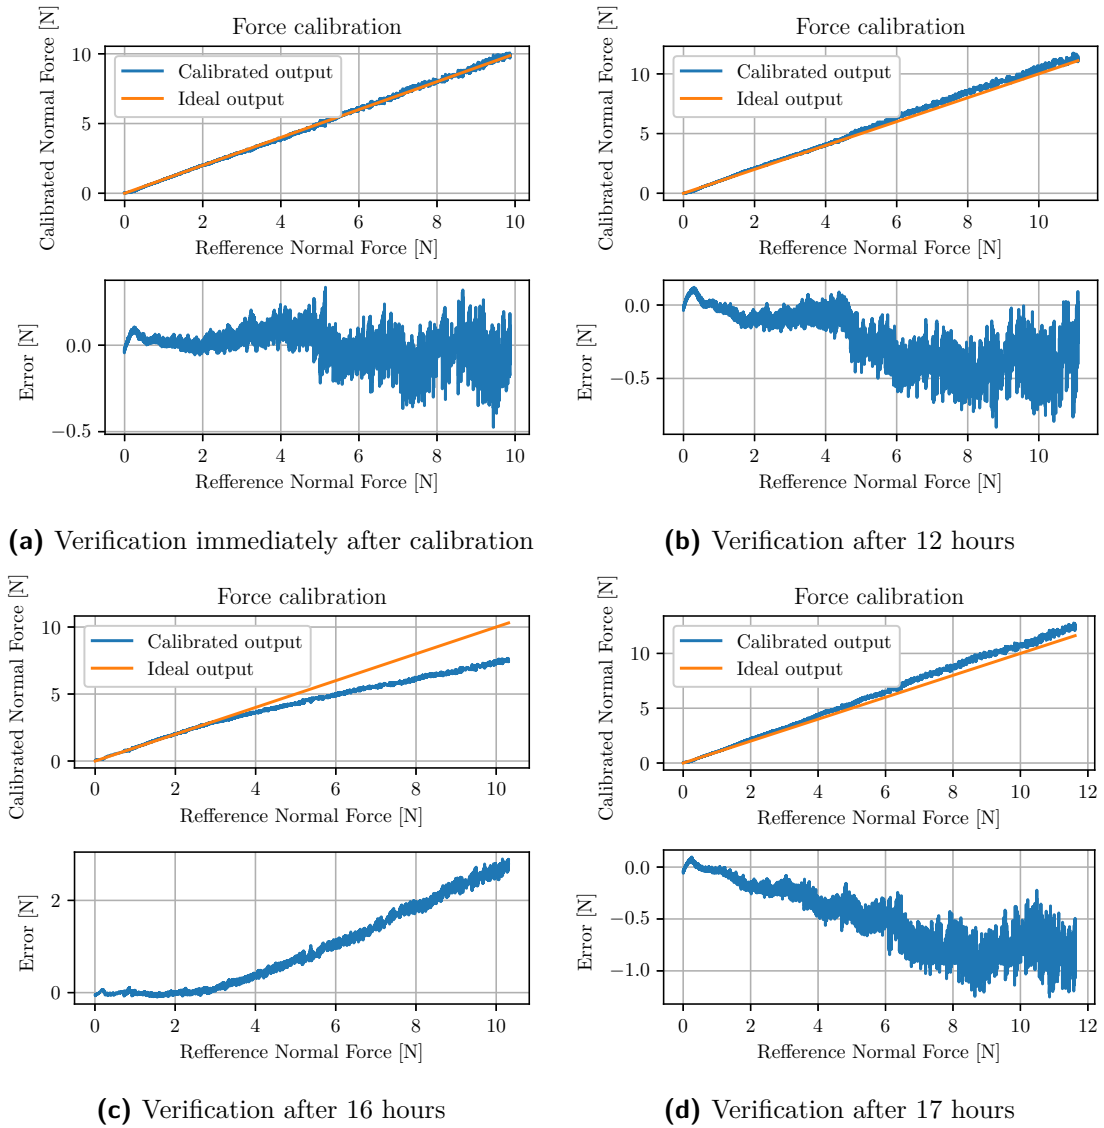 Force calibration
Calibrated Normal Force [N]
10
5
0
Calibrated output
Ideal output
0 2 4 6 8 10
Refference Normal Force [N]
Error [N]
0.0
−0.5
0 2 4 6 8 10
Refference Normal Force [N]
(a) Verification immediately after calibration
Force calibration
Calibrated Normal Force [N]
10
5
0
Calibrated output
Ideal output
0 2 4 6 8 10
Refference Normal Force [N]
Error [N]
0.0
−0.5
0 2 4 6 8 10
Refference Normal Force [N]
(b) Verification after 12 hours
Force calibration
Calibrated Normal Force [N]
10
5
0
Calibrated output
Ideal output
0 2 4 6 8 10
Refference Normal Force [N]
Error [N]
2
0
0 2 4 6 8 10
Refference Normal Force [N]
(c) Verification after 16 hours
Force calibration
Calibrated Normal Force [N]
10
5
0
Calibrated output
Ideal output
0 2 4 6 8 10 12
Refference Normal Force [N]
Error [N]
0.0
−0.5
−1.0
0 2 4 6 8 10 12
Refference Normal Force [N]
(d) Verification after 17 hours